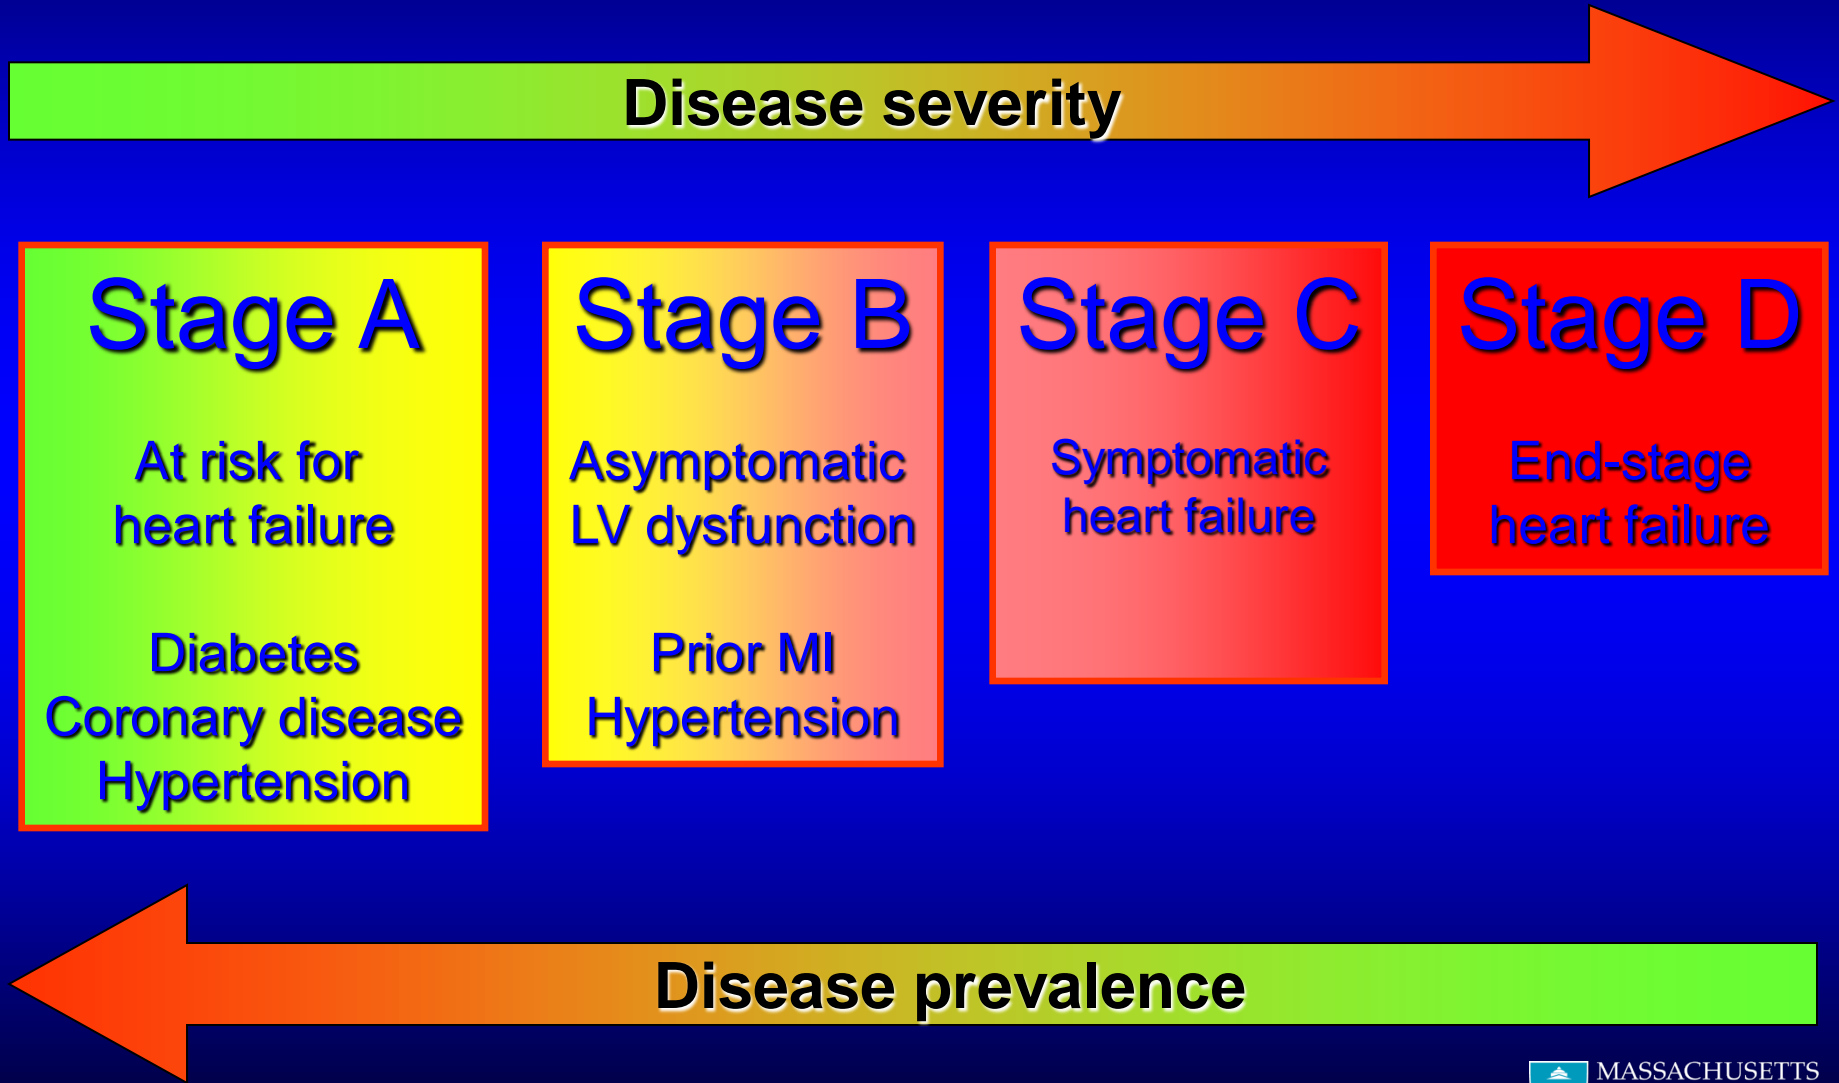 Disease severity
Stage A
At risk for
heart failure
Diabetes
Coronary disease
Hypertension
Stage B
Asymptomatic
LV dysfunction
Prior MI
Hypertension
Stage C
Symptomatic
heart failure
Stage D
End-stage
heart failure
Disease prevalence
MASSACHUSETTS